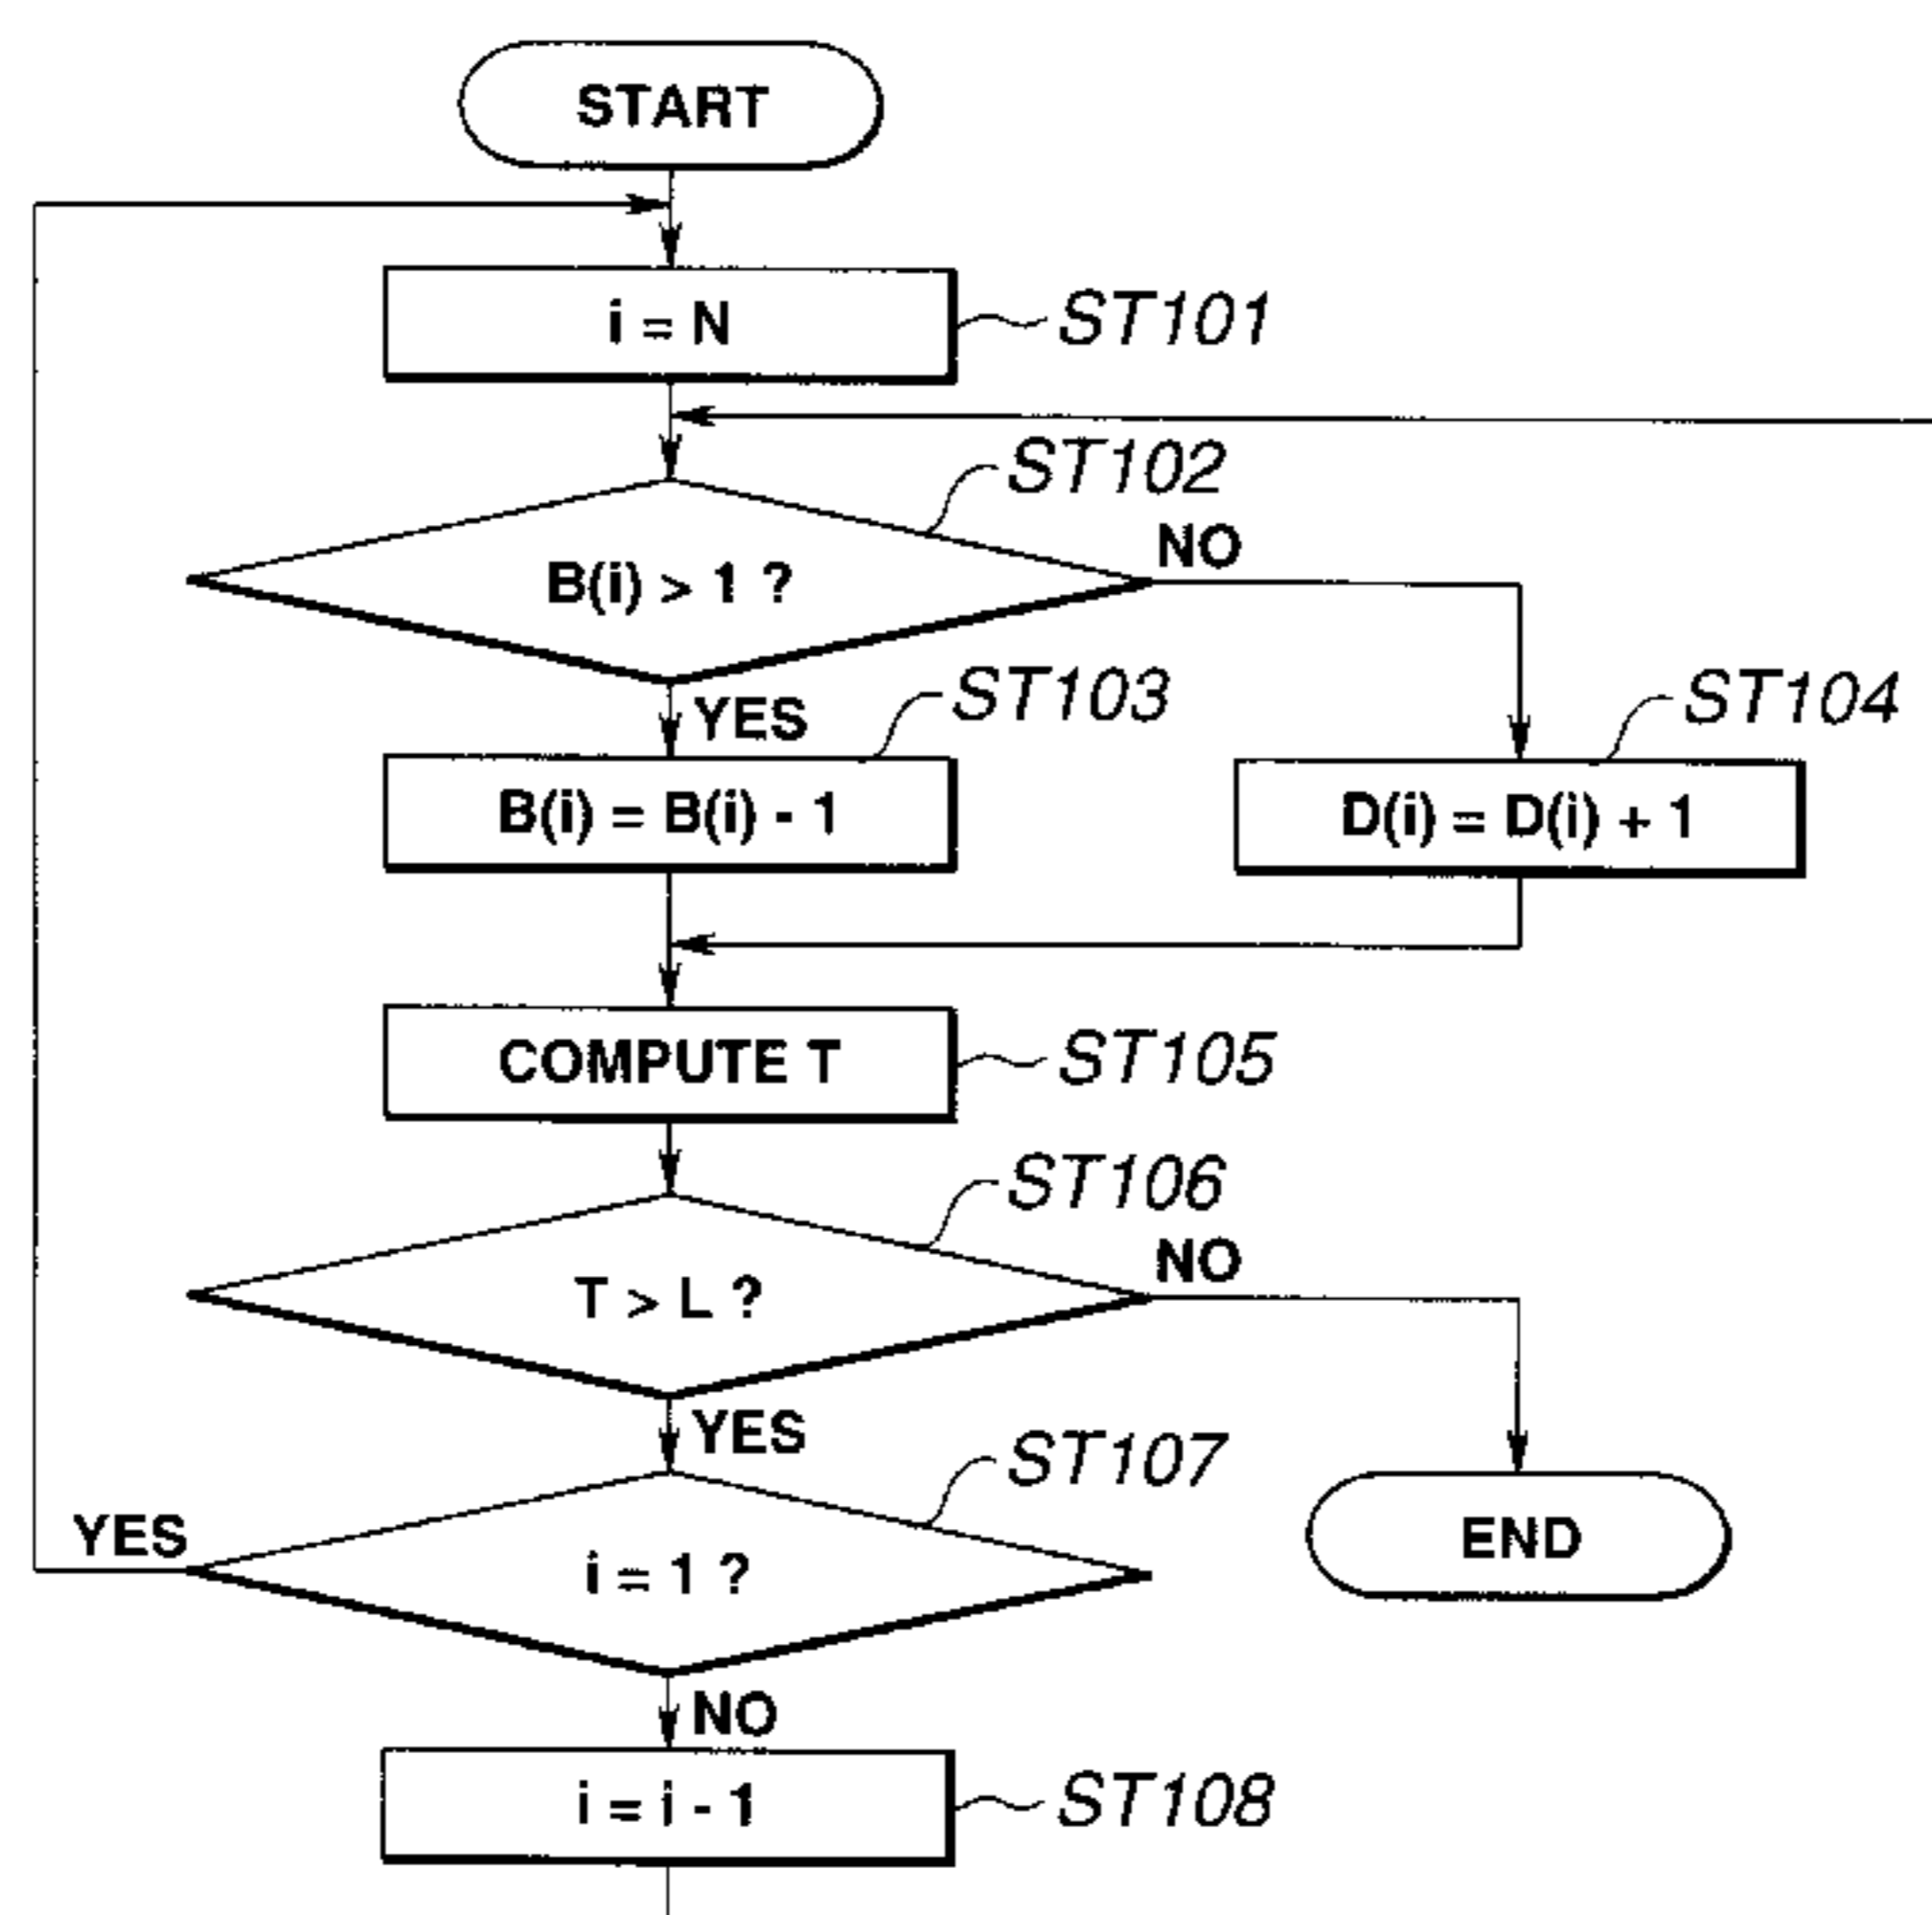 START
i = N
ST101
ST102
B(i) > 1 ?
NO
YES
ST103
ST104
B(i) = B(i) - 1
D(i) = D(i) + 1
COMPUTE T
ST105
ST106
T > L ?
NO
YES
ST107
YES
i = 1 ?
END
NO
i = i - 1
ST108